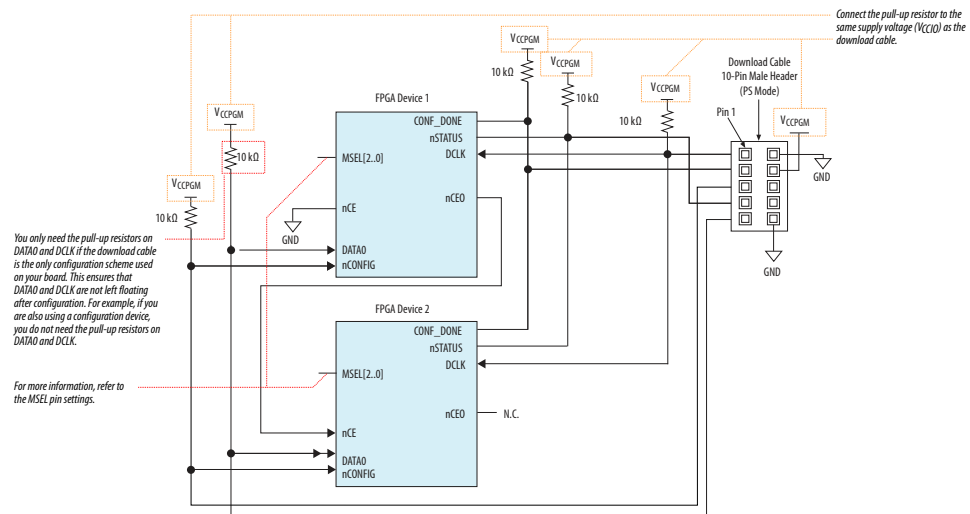 Connect the pull-up resistor to the
same supply voltage (VCCIO) as the
download cable.
VCCPGM
10 kΩ
VCCPGM
10 kΩ
VCCPGM
10 kΩ
Download Cable
10-Pin Male Header
(PS Mode)
Pin 1
VCCPGM
GND
GND
VCCPGM
10 kΩ
VCCPGM
10 kΩ
FPGA Device 1
CONF_DONE
nSTATUS
DCLK
MSEL[2..0]
nCEO
nCE
GND
DATA0
nCONFIG
You only need the pull-up resistors on
DATA0 and DCLK if the download cable
is the only configuration scheme used
on your board. This ensures that
DATA0 and DCLK are not left floating
after configuration. For example, if you
are also using a configuration device,
you do not need the pull-up resistors on
DATA0 and DCLK.
FPGA Device 2
CONF_DONE
nSTATUS
DCLK
MSEL[2..0]
nCEO
N.C.
nCE
DATA0
nCONFIG
For more information, refer to
the MSEL pin settings.